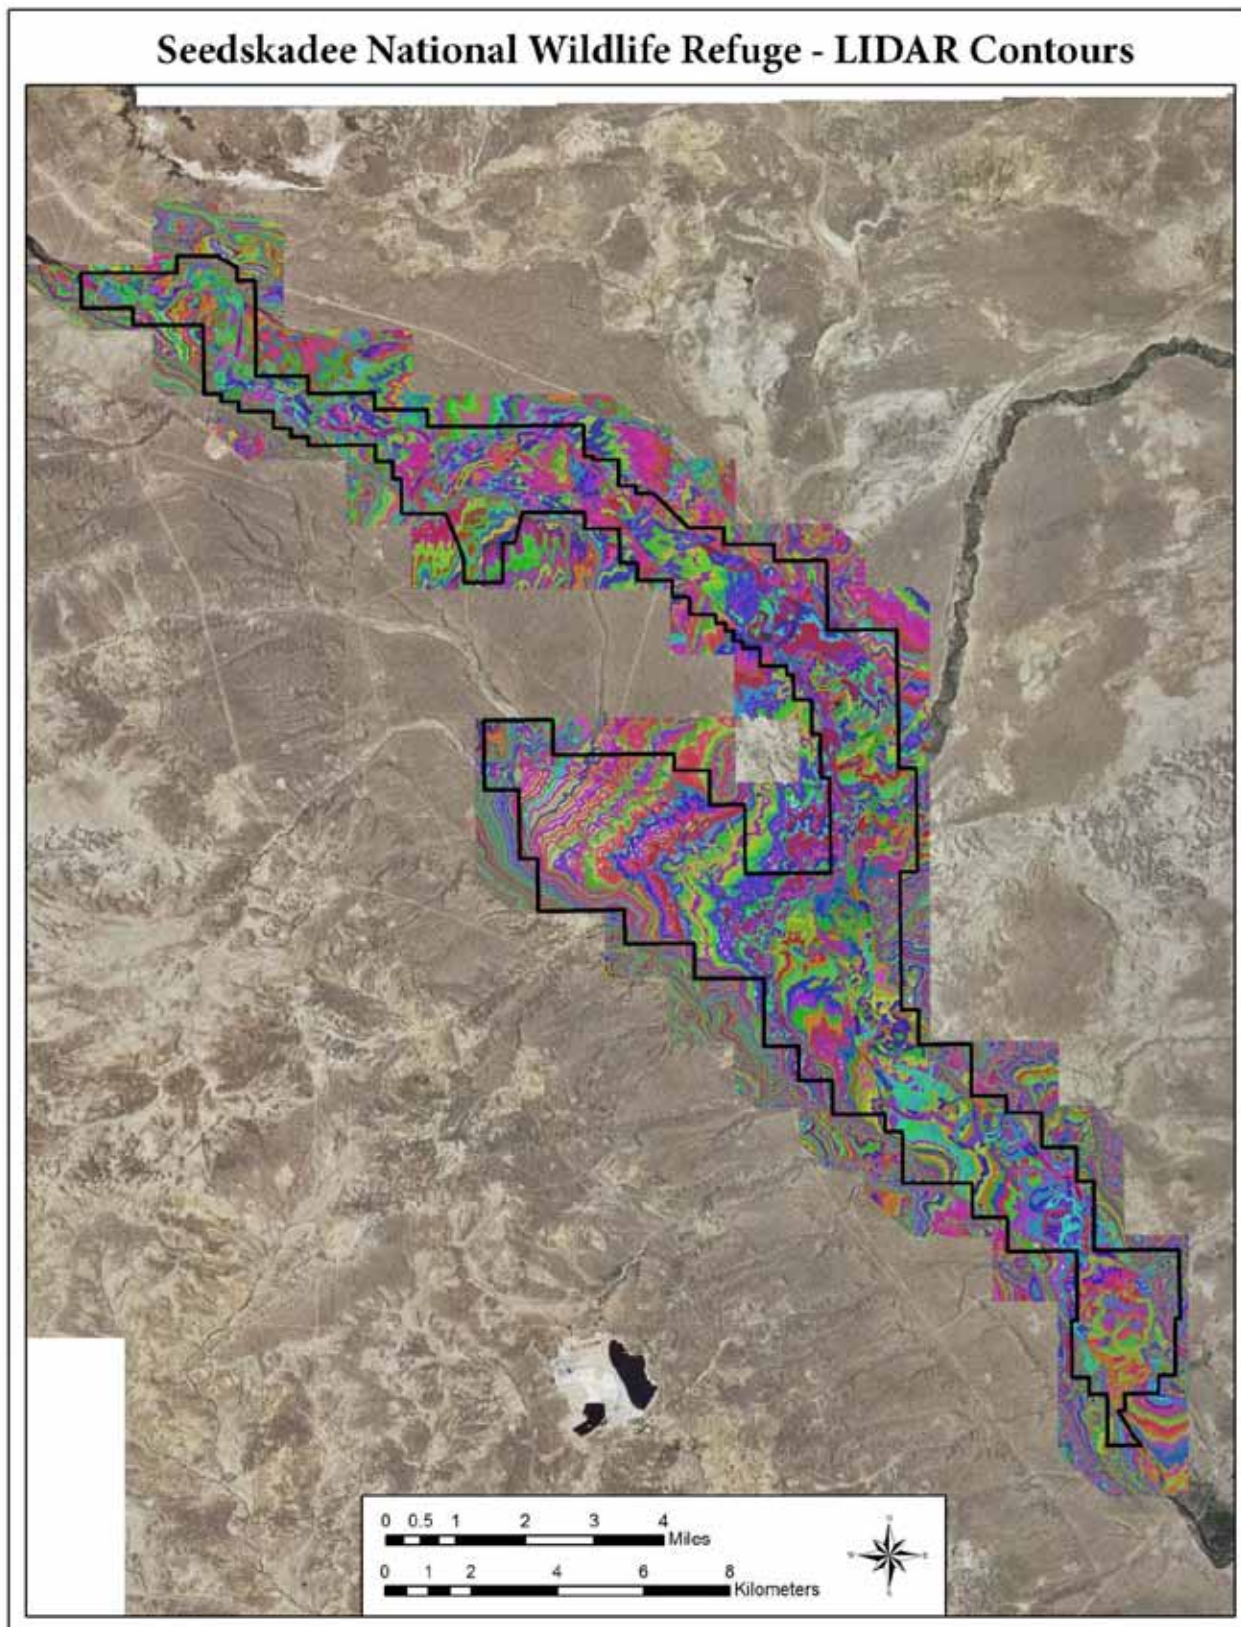 Seedskadee National Wildlife Refuge - LIDAR Contours
0 0.5 1 2 3 4
Miles
0 1 2 4 6 8
Kilometers